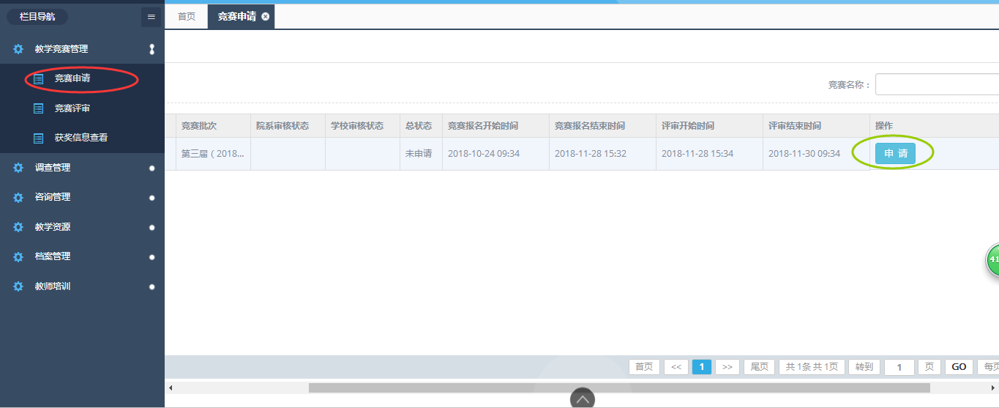 栏目导航
首页
竞赛申请
教学竞赛管理
竞赛申请
竞赛评审
获奖信息查看
调查管理
咨询管理
教学资源
档案管理
教师培训
竞赛名称：
竞赛批次 院系审核状态 学校审核状态 总状态 竞赛报名开始时间 竞赛报名结束时间 评审开始时间 评审结束时间 操作
第三届（2018... 未申请 2018-10-24 09:34 2018-11-28 15:32 2018-11-28 15:34 2018-11-30 09:34 申 请
41
首页 << 1 >> 尾页 共 1条 共 1页 转到 1 页 GO 每页